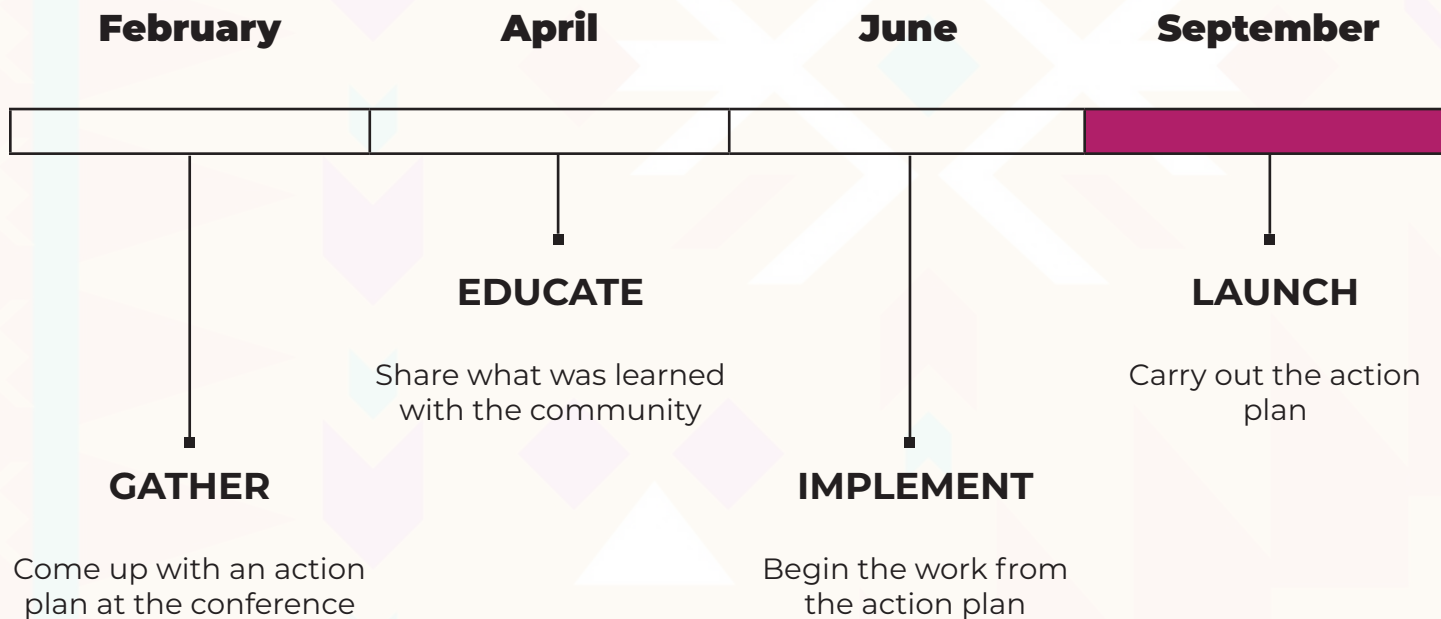 February
April
June
September
EDUCATE
Share what was learned
with the community
LAUNCH
Carry out the action
plan
GATHER
Come up with an action
plan at the conference
IMPLEMENT
Begin the work from
the action plan